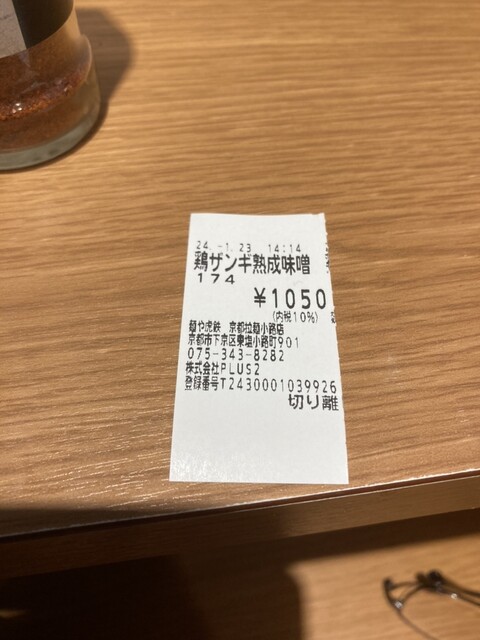 24.-1.23 14:14
鶏ザンギ熟成味噌
174
¥1050
(内税10%)
麺や虎鉄 京都拉麺小路店
京都市下京区東塩小路町901
075-343-8282
株式会社PLUS2
登録番号T2430001039926
切り離